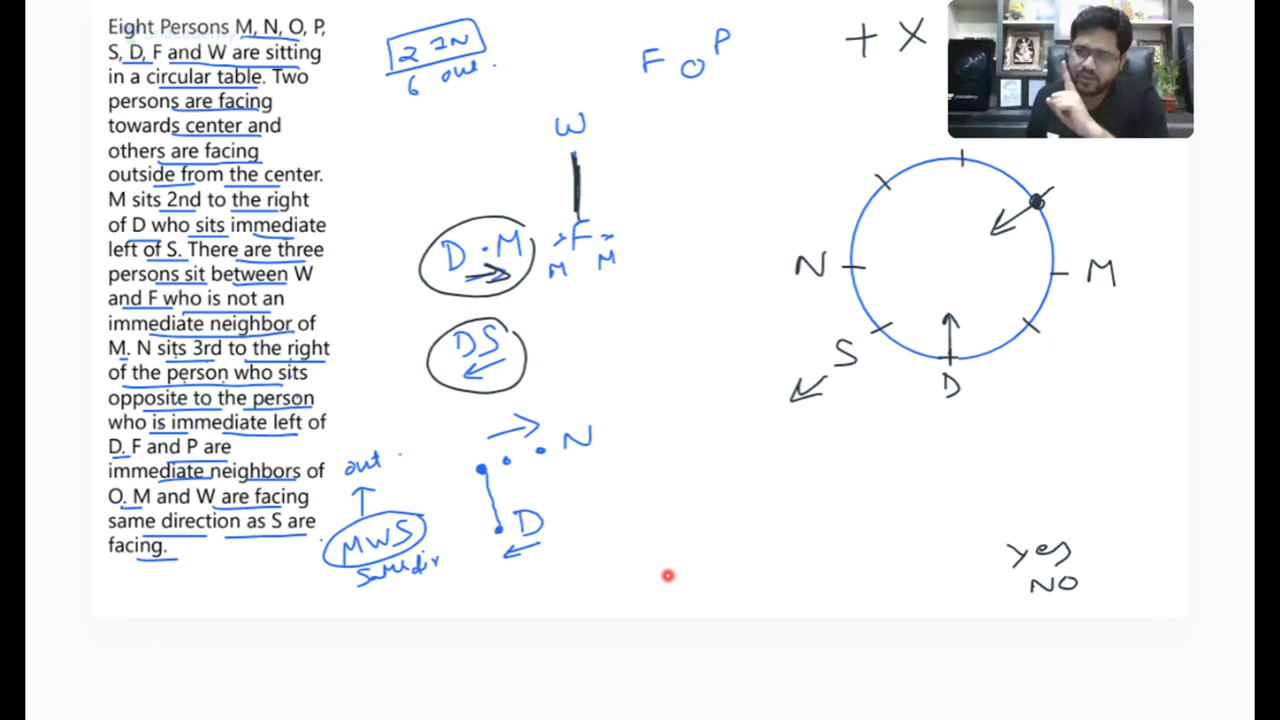 Eight Persons M, N, O, P,
S, D, F and W are sitting
in a circular table. Two
persons are facing
towards center and
others are facing
outside from the center.
M sits 2nd to the right
of D who sits immediate
left of S. There are three
persons sit between W
and F who is not an
immediate neighbor of
M. N sits 3rd to the right
of the person who sits
opposite to the person
who is immediate left of
D. F and P are
immediate neighbors of
O. M and W are facing
same direction as S are
facing.
2 IN
6 out.
F O P
+ X
W
D . M
F
M M
DS
N
D
out
MWS
same dir
N
M
S
D
yes
NO